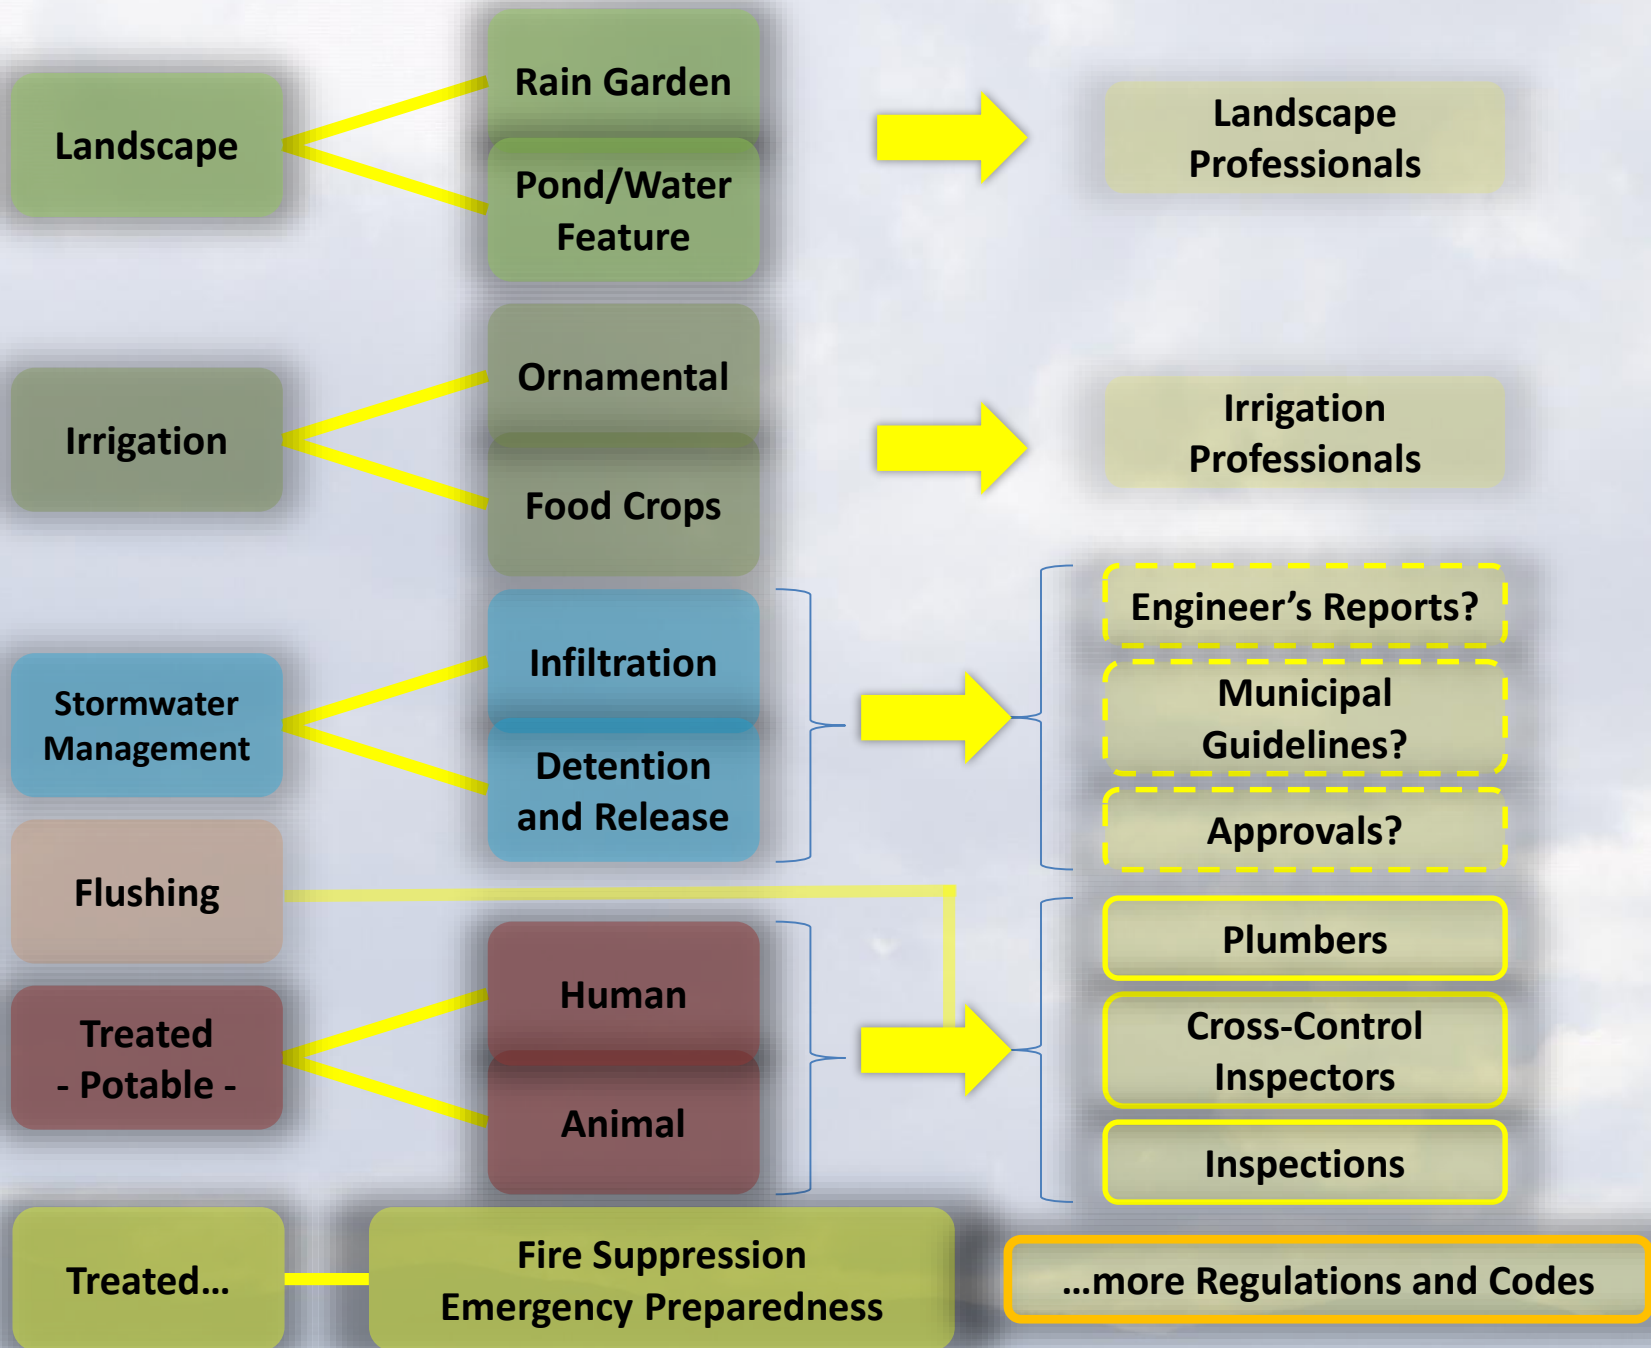 Landscape
Rain Garden
Pond/Water
Feature
Landscape
Professionals
Irrigation
Ornamental
Food Crops
Irrigation
Professionals
Stormwater
Management
Infiltration
Detention
and Release
Engineer’s Reports?
Municipal
Guidelines?
Approvals?
Flushing
Treated
- Potable -
Human
Animal
Plumbers
Cross-Control
Inspectors
Inspections
Treated...
Fire Suppression
Emergency Preparedness
...more Regulations and Codes